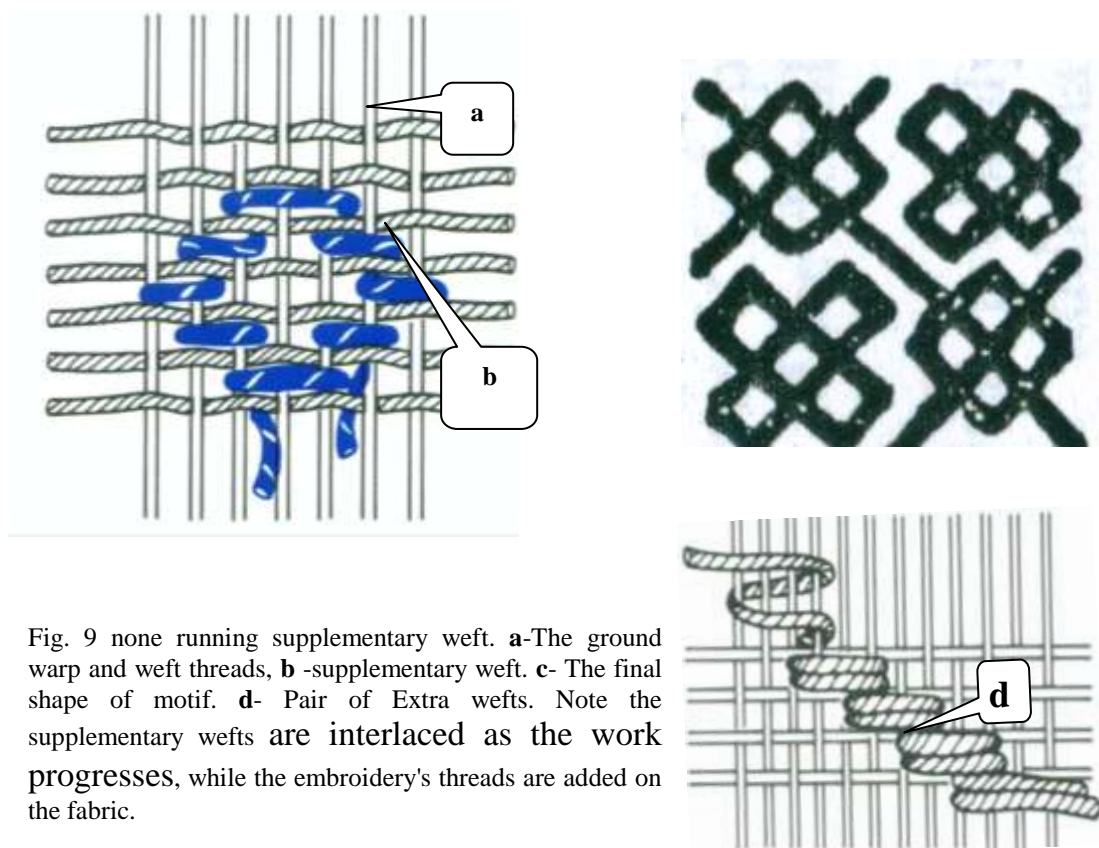 a
b
d
Fig. 9 none running supplementary weft. a-The ground
warp and weft threads, b -supplementary weft. c- The final
shape of motif. d- Pair of Extra wefts. Note the
supplementary wefts are interlaced as the work
progresses, while the embroidery's threads are added on
the fabric.